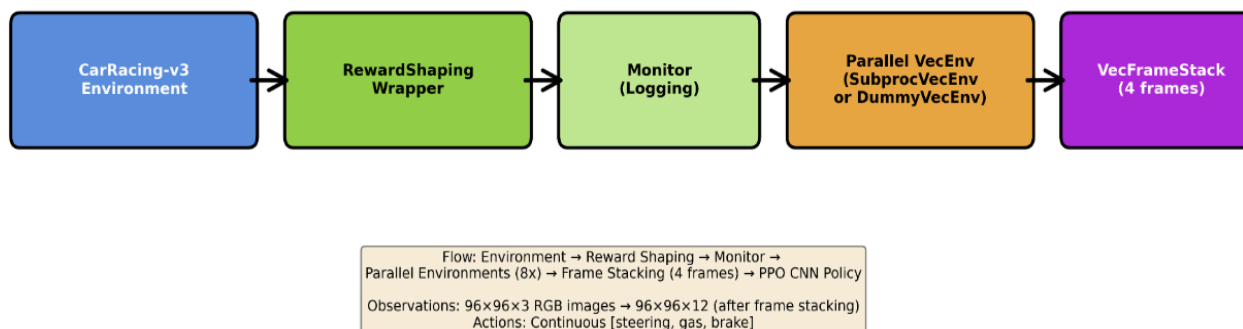 CarRacing-v3
Environment
RewardShaping
Wrapper
Monitor
(Logging)
Parallel VecEnv
(SubprocVecEnv
or DummyVecEnv)
VecFrameStack
(4 frames)
Flow: Environment → Reward Shaping → Monitor →
Parallel Environments (8x) → Frame Stacking (4 frames) → PPO CNN Policy
Observations: 96×96×3 RGB images → 96×96×12 (after frame stacking)
Actions: Continuous [steering, gas, brake]